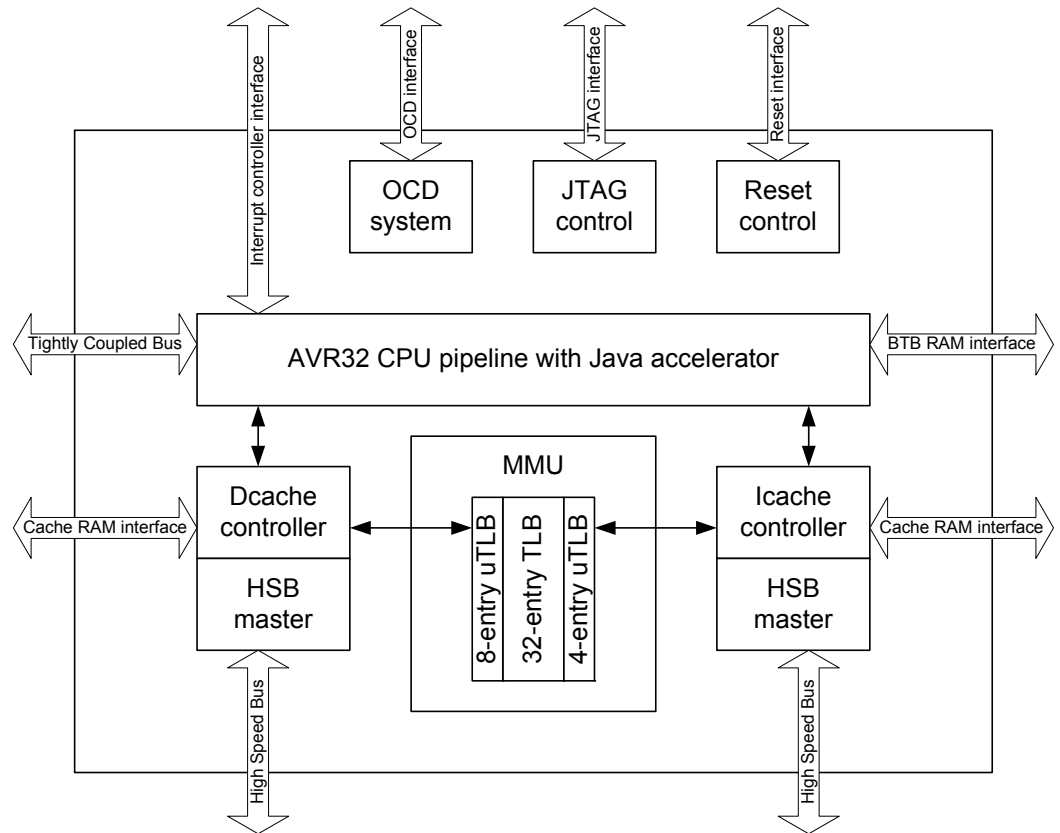 Interrupt controller interface
OCD interface
JTAG interface
Reset interface
OCD
system
JTAG
control
Reset
control
Tightly Coupled Bus
AVR32 CPU pipeline with Java accelerator
BTB RAM interface
MMU
Dcache
controller
8-entry uTLB
32-entry TLB
4-entry uTLB
Icache
controller
Cache RAM interface
Cache RAM interface
HSB
master
HSB
master
High Speed Bus
High Speed Bus